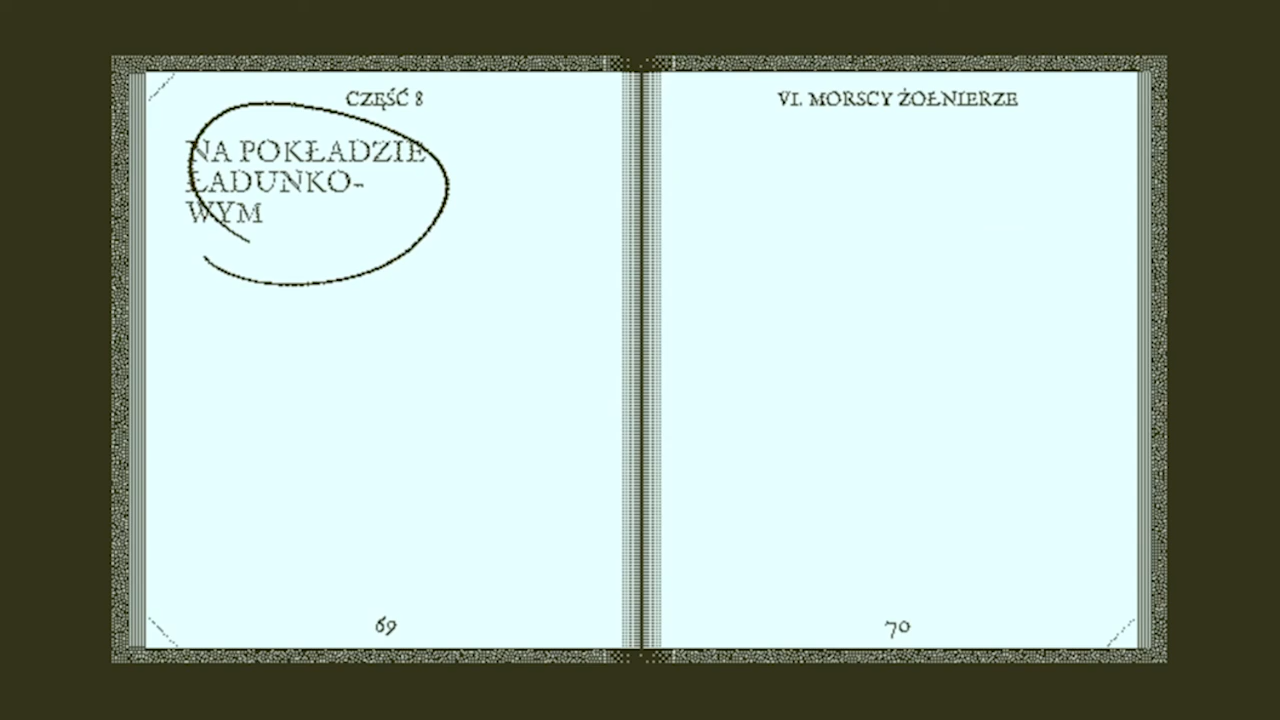 CZĘŚĆ 8
NA POKŁADZIE
ŁADUNKO-
WYM
69
VI. MORSCY ŻOŁNIERZE
70